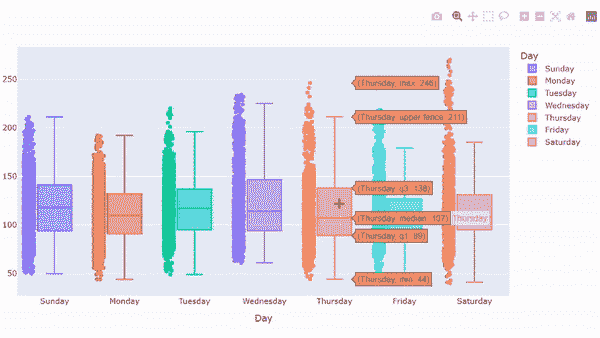 Day
Sunday
Monday
Tuesday
Wednesday
Thursday
Friday
Saturday
250
200
150
100
50
(Thursday, max: 246)
(Thursday, upper fence: 211)
(Thursday, q3: 138)
(Thursday, median: 107)
Thursday
(Thursday, q1: 89)
(Thursday, min: 44)
Sunday
Monday
Tuesday
Wednesday
Thursday
Friday
Saturday
Day